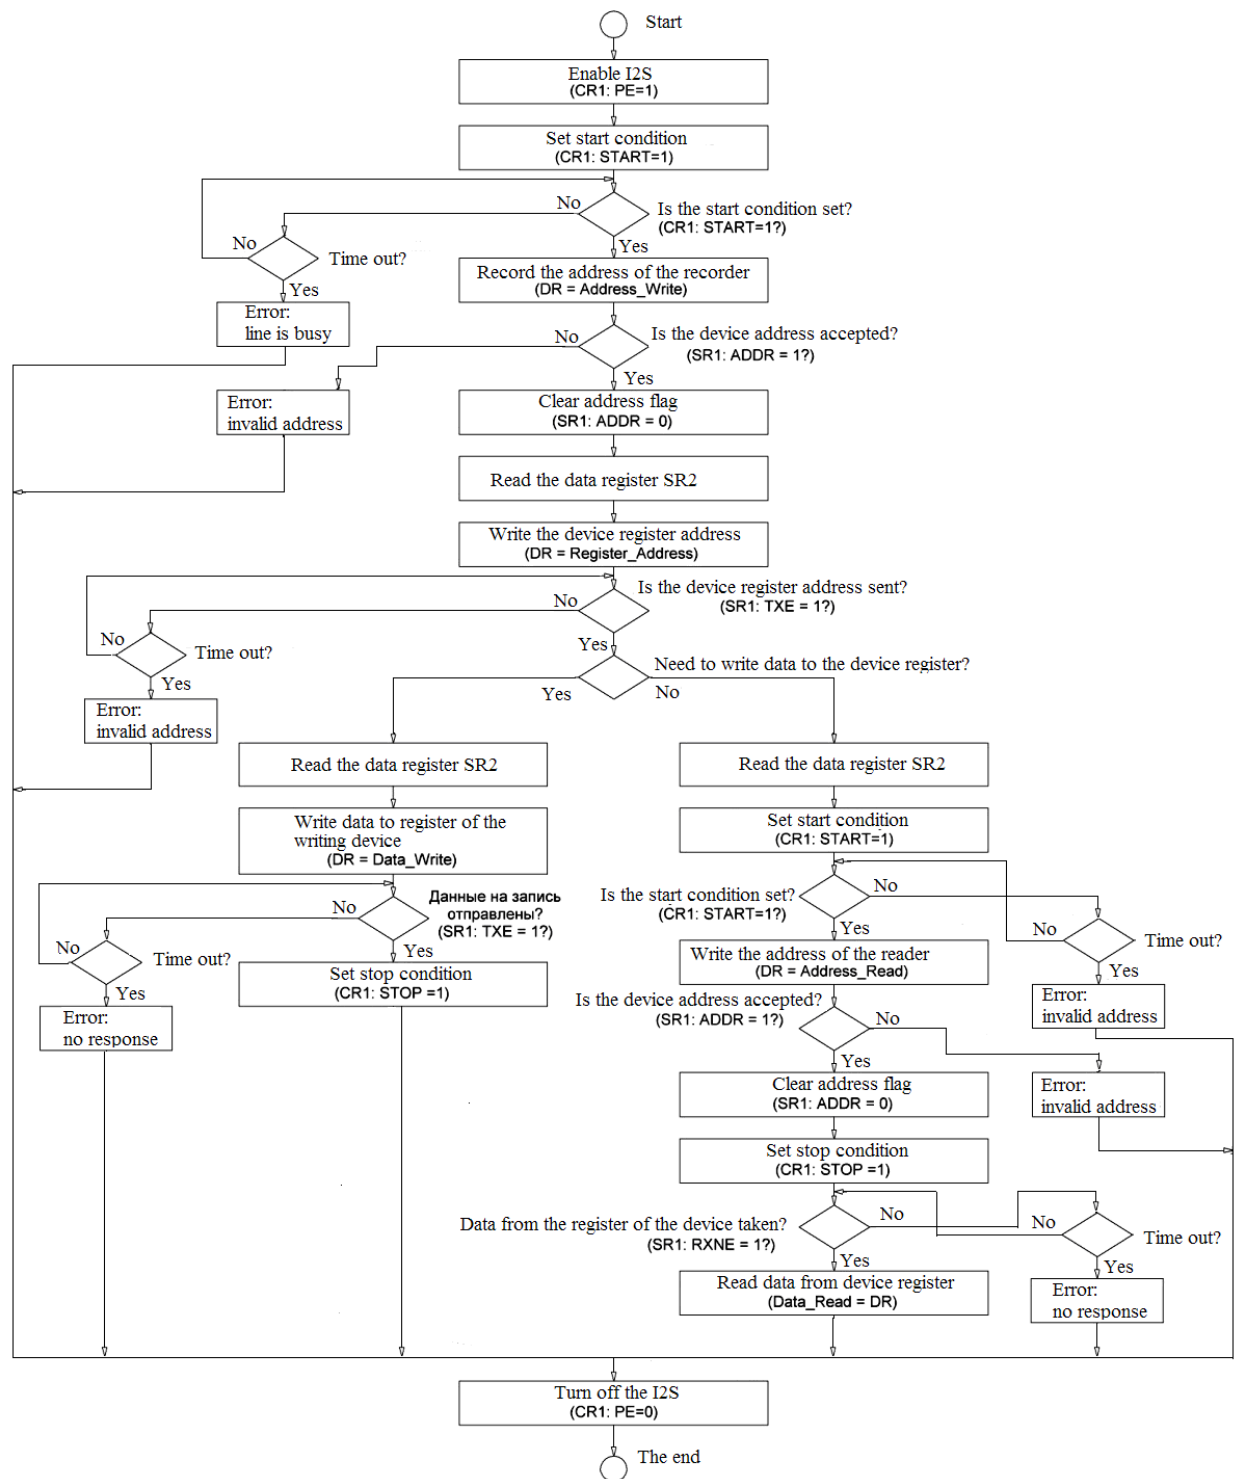 Start
Enable I2S
(CR1: PE=1)
Set start condition
(CR1: START=1)
No
Is the start condition set?
(CR1: START=1?)
No
Time out?
Yes
Yes
Record the address of the recorder
(DR = Address_Write)
Error:
line is busy
No
Is the device address accepted?
(SR1: ADDR = 1?)
Yes
Error:
invalid address
Clear address flag
(SR1: ADDR = 0)
Read the data register SR2
Write the device register address
(DR = Register_Address)
Is the device register address sent?
(SR1: TXE = 1?)
No
No
Time out?
Yes
Yes
Need to write data to the device register?
Yes
No
Error:
invalid address
Read the data register SR2
Write data to register of the
writing device
(DR = Data_Write)
Данные на запись
отправлены?
(SR1: TXE = 1?)
No
No
Time out?
Yes
Yes
Set stop condition
(CR1: STOP =1)
Error:
no response
Read the data register SR2
Set start condition
(CR1: START=1)
Is the start condition set?
(CR1: START=1?)
No
No
Time out?
Yes
Yes
Write the address of the reader
(DR = Address_Read)
Error:
invalid address
Is the device address accepted?
(SR1: ADDR = 1?)
No
Yes
Clear address flag
(SR1: ADDR = 0)
Error:
invalid address
Set stop condition
(CR1: STOP =1)
Data from the register of the device taken?
(SR1: RXNE = 1?)
No
No
Time out?
Yes
Yes
Read data from device register
(Data_Read = DR)
Error:
no response
Turn off the I2S
(CR1: PE=0)
The end